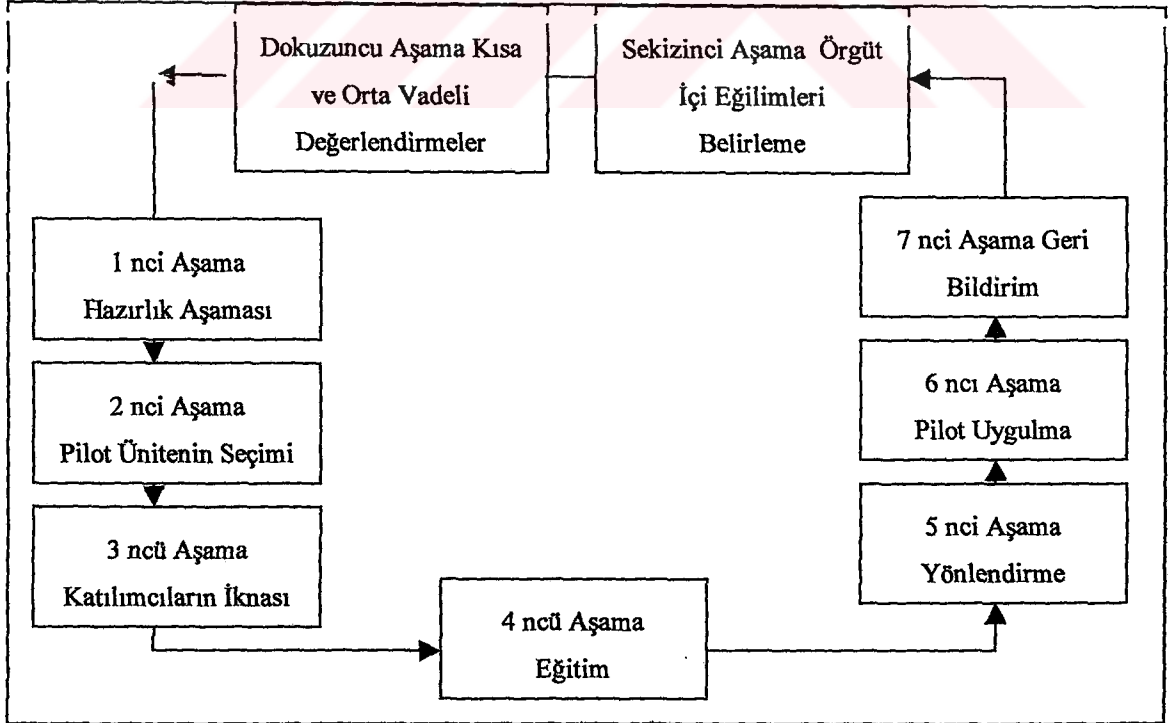 Dokuzuncu Aşama Kısa
ve Orta Vadeli
Değerlendirmeler
Sekizinci Aşama Örgüt
İçi Eğilimleri
Belirleme
1 nci Aşama
Hazırlık Aşaması
2 nci Aşama
Pilot Ünitenin Seçimi
3 ncü Aşama
Katılımcıların İknası
4 ncü Aşama
Eğitim
5 nci Aşama
Yönlendirme
6 ncı Aşama
Pilot Uygulma
7 nci Aşama Geri
Bildirim